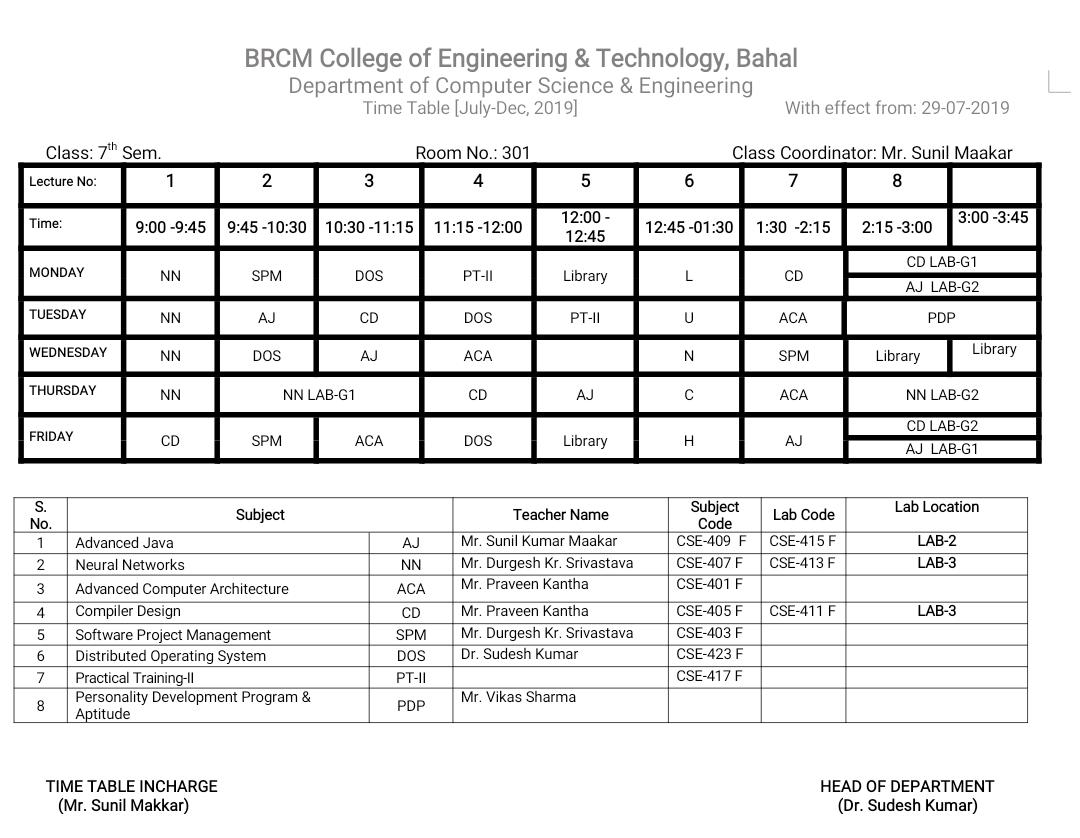 BRCM College of Engineering & Technology, Bahal
Department of Computer Science & Engineering
Time Table [July-Dec, 2019] With effect from: 29-07-2019
Class: 7th Sem. Room No.: 301 Class Coordinator: Mr. Sunil Maakar
Lecture No: 1 2 3 4 5 6 7 8
Time: 9:00 -9:45 9:45 -10:30 10:30 -11:15 11:15 -12:00 12:00 - 12:45 12:45 -01:30 1:30 -2:15 2:15 -3:00 3:00 -3:45
MONDAY NN SPM DOS PT-II Library L CD CD LAB-G1
AJ LAB-G2
TUESDAY NN AJ CD DOS PT-II U ACA PDP
WEDNESDAY NN DOS AJ ACA N SPM Library Library
THURSDAY NN NN LAB-G1 CD AJ C ACA NN LAB-G2
FRIDAY CD SPM ACA DOS Library H AJ CD LAB-G2
AJ LAB-G1
S. No. Subject Teacher Name Subject Code Lab Code Lab Location
1 Advanced Java AJ Mr. Sunil Kumar Maakar CSE-409 F CSE-415 F LAB-2
2 Neural Networks NN Mr. Durgesh Kr. Srivastava CSE-407 F CSE-413 F LAB-3
3 Advanced Computer Architecture ACA Mr. Praveen Kantha CSE-401 F
4 Compiler Design CD Mr. Praveen Kantha CSE-405 F CSE-411 F LAB-3
5 Software Project Management SPM Mr. Durgesh Kr. Srivastava CSE-403 F
6 Distributed Operating System DOS Dr. Sudesh Kumar CSE-423 F
7 Practical Training-II PT-II CSE-417 F
8 Personality Development Program & Aptitude PDP Mr. Vikas Sharma
TIME TABLE INCHARGE HEAD OF DEPARTMENT
(Mr. Sunil Makkar) (Dr. Sudesh Kumar)